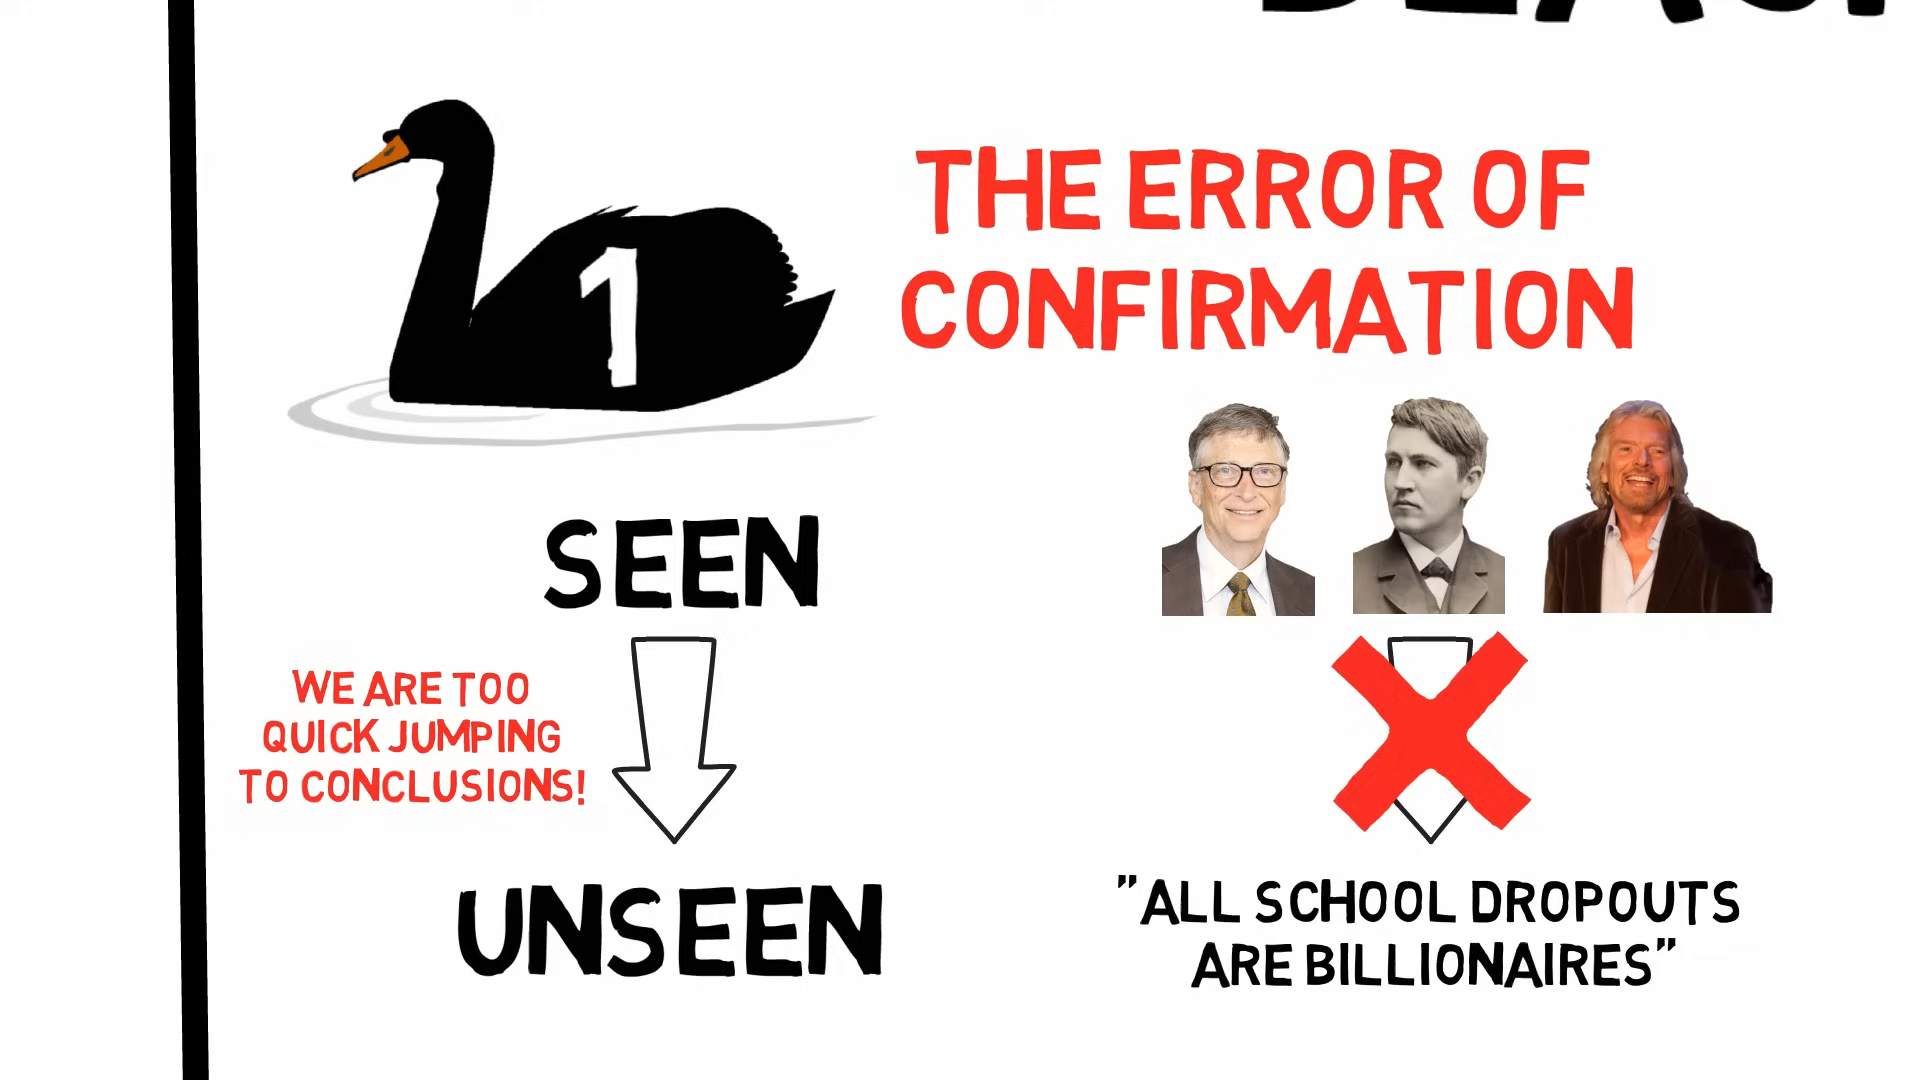 1
THE ERROR OF
CONFIRMATION
SEEN
WE ARE TOO
QUICK JUMPING
TO CONCLUSIONS!
UNSEEN
"ALL SCHOOL DROPOUTS
ARE BILLIONAIRES"